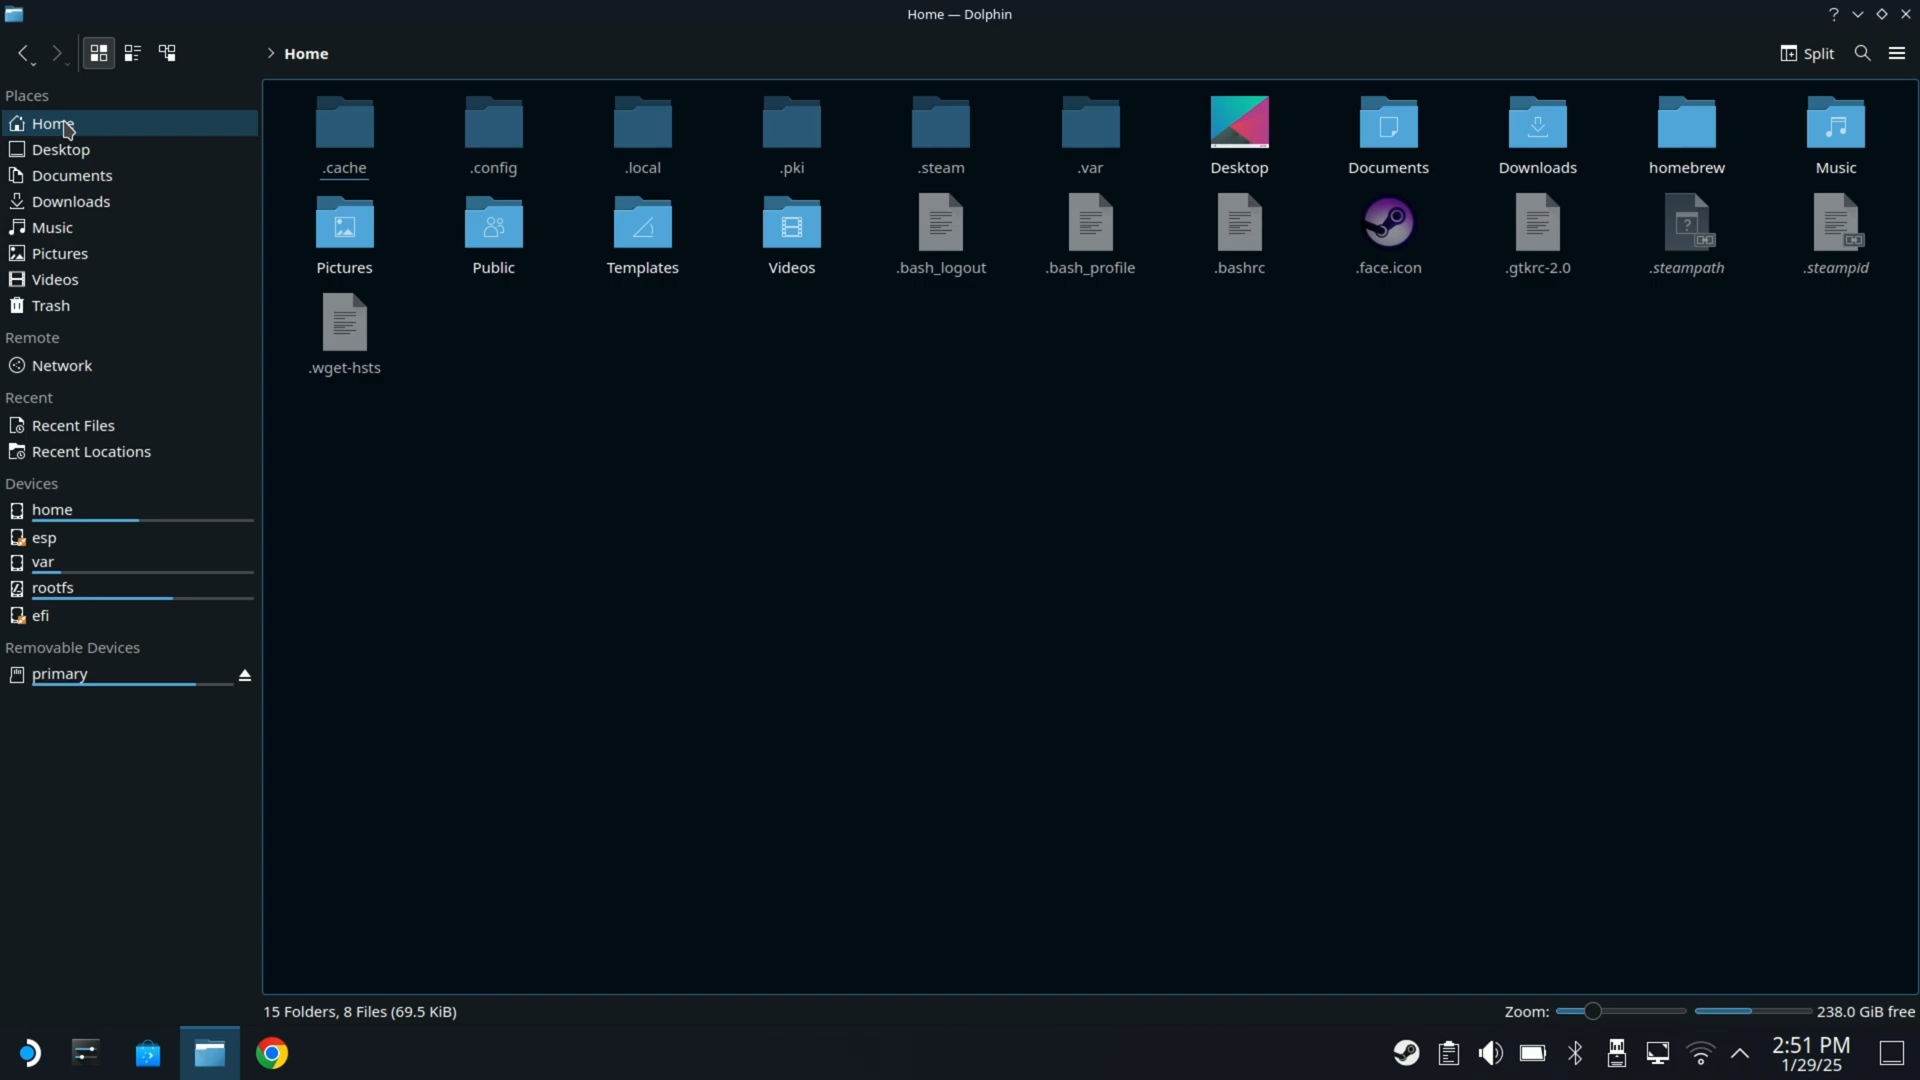 Home — Dolphin
Home
Split
Places
Home
Desktop
Documents
Downloads
Music
Pictures
Videos
Trash
Remote
Network
Recent
Recent Files
Recent Locations
Devices
home
esp
var
rootfs
efi
Removable Devices
primary
.cache
.config
.local
.pki
.steam
.var
Desktop
Documents
Downloads
homebrew
Music
Pictures
Public
Templates
Videos
.bash_logout
.bash_profile
.bashrc
.face.icon
.gtkrc-2.0
.steampath
.steampid
.wget-hsts
15 Folders, 8 Files (69.5 KiB)
Zoom:
238.0 GiB free
2:51 PM
1/29/25